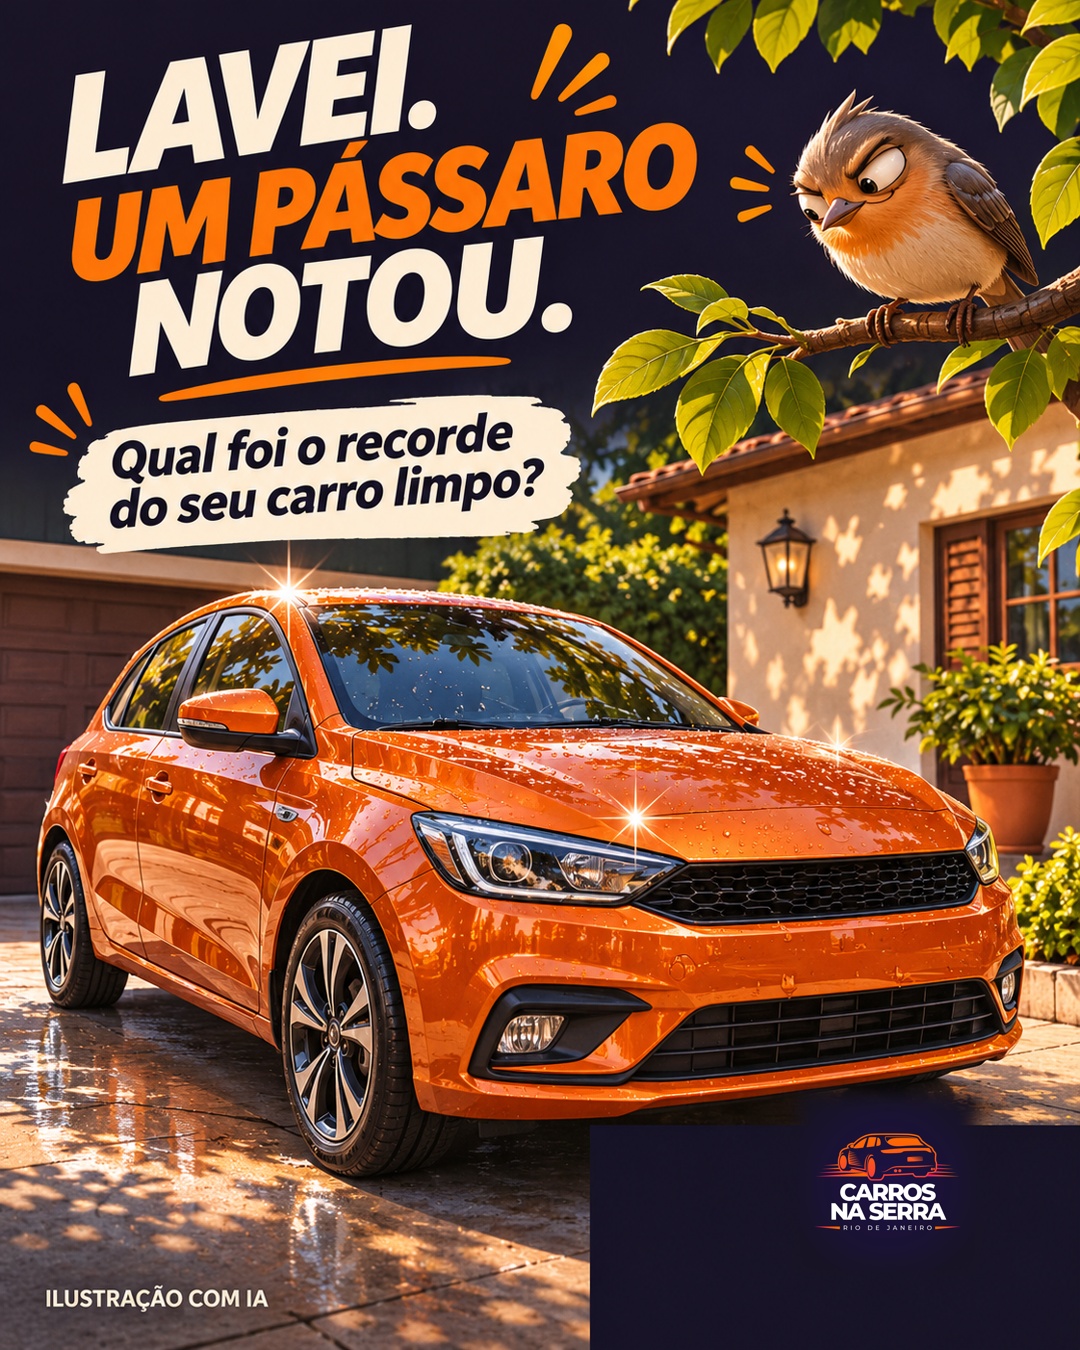 LAVEI.
UM PÁSSARO
NOTOU.
Qual foi o recorde
do seu carro limpo?
CARROS
NA SERRA
RIO DE JANEIRO
ILUSTRAÇÃO COM IA